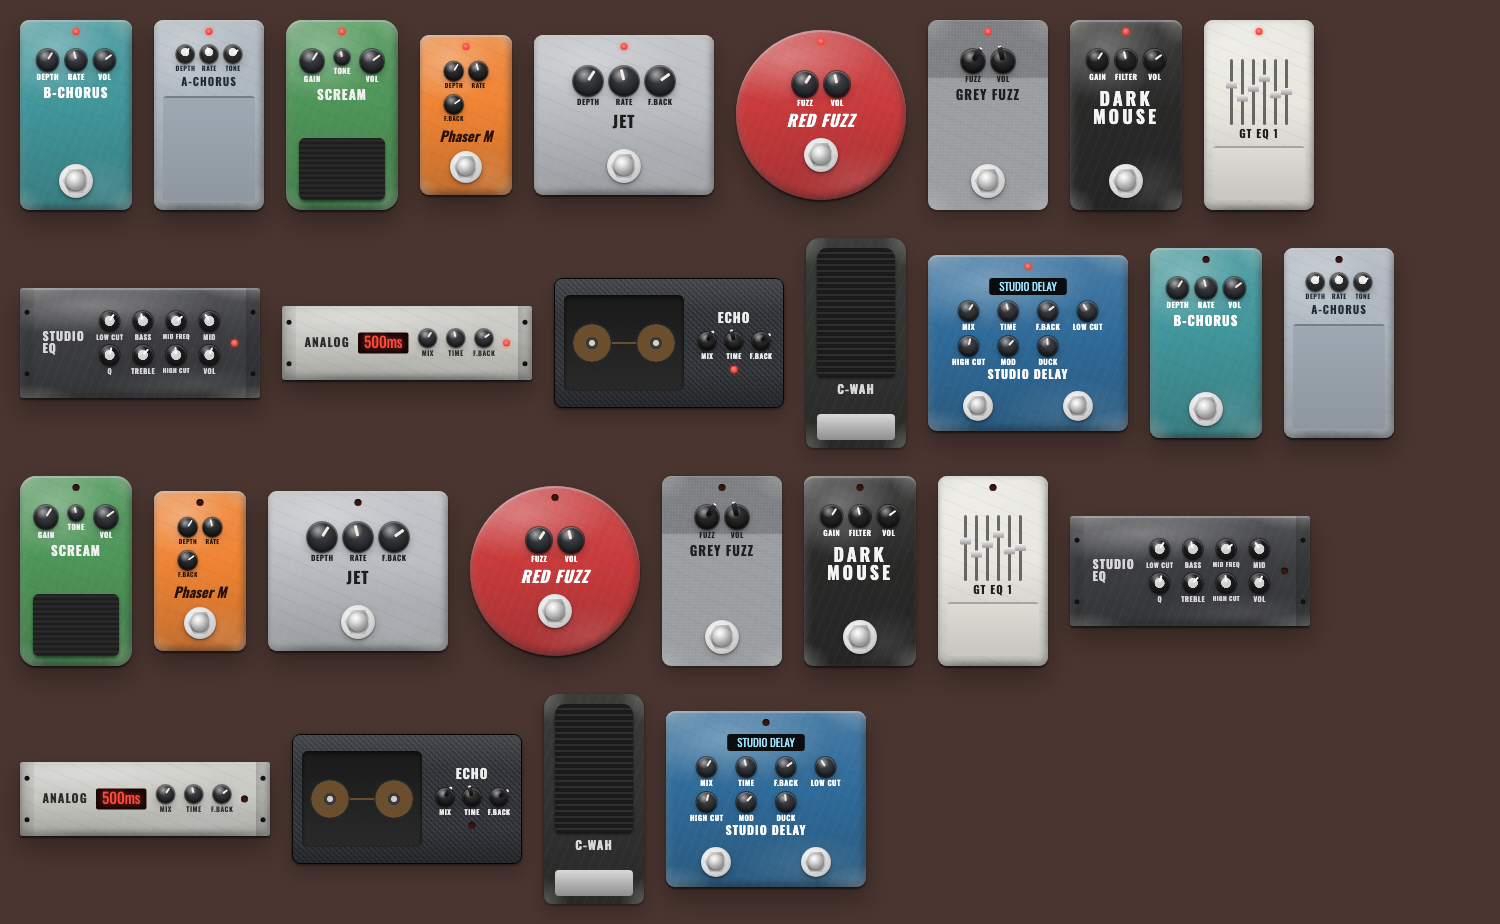 DEPTH RATE VOL
B-CHORUS
DEPTH RATE TONE
A-CHORUS
GAIN TONE VOL
SCREAM
DEPTH RATE
F.BACK
Phaser M
DEPTH RATE F.BACK
JET
FUZZ VOL
RED FUZZ
FUZZ VOL
GREY FUZZ
GAIN FILTER VOL
DARK
MOUSE
GT EQ 1
STUDIO
EQ
LOW CUT BASS MID FREQ MID
Q TREBLE HIGH CUT VOL
ANALOG 500ms MIX TIME F.BACK
ECHO
MIX TIME F.BACK
C-WAH
STUDIO DELAY
MIX TIME F.BACK LOW CUT
HIGH CUT MOD DUCK
STUDIO DELAY
DEPTH RATE VOL
B-CHORUS
DEPTH RATE TONE
A-CHORUS
GAIN TONE VOL
SCREAM
DEPTH RATE
F.BACK
Phaser M
DEPTH RATE F.BACK
JET
FUZZ VOL
RED FUZZ
FUZZ VOL
GREY FUZZ
GAIN FILTER VOL
DARK
MOUSE
GT EQ 1
STUDIO
EQ
LOW CUT BASS MID FREQ MID
Q TREBLE HIGH CUT VOL
ANALOG 500ms MIX TIME F.BACK
ECHO
MIX TIME F.BACK
C-WAH
STUDIO DELAY
MIX TIME F.BACK LOW CUT
HIGH CUT MOD DUCK
STUDIO DELAY